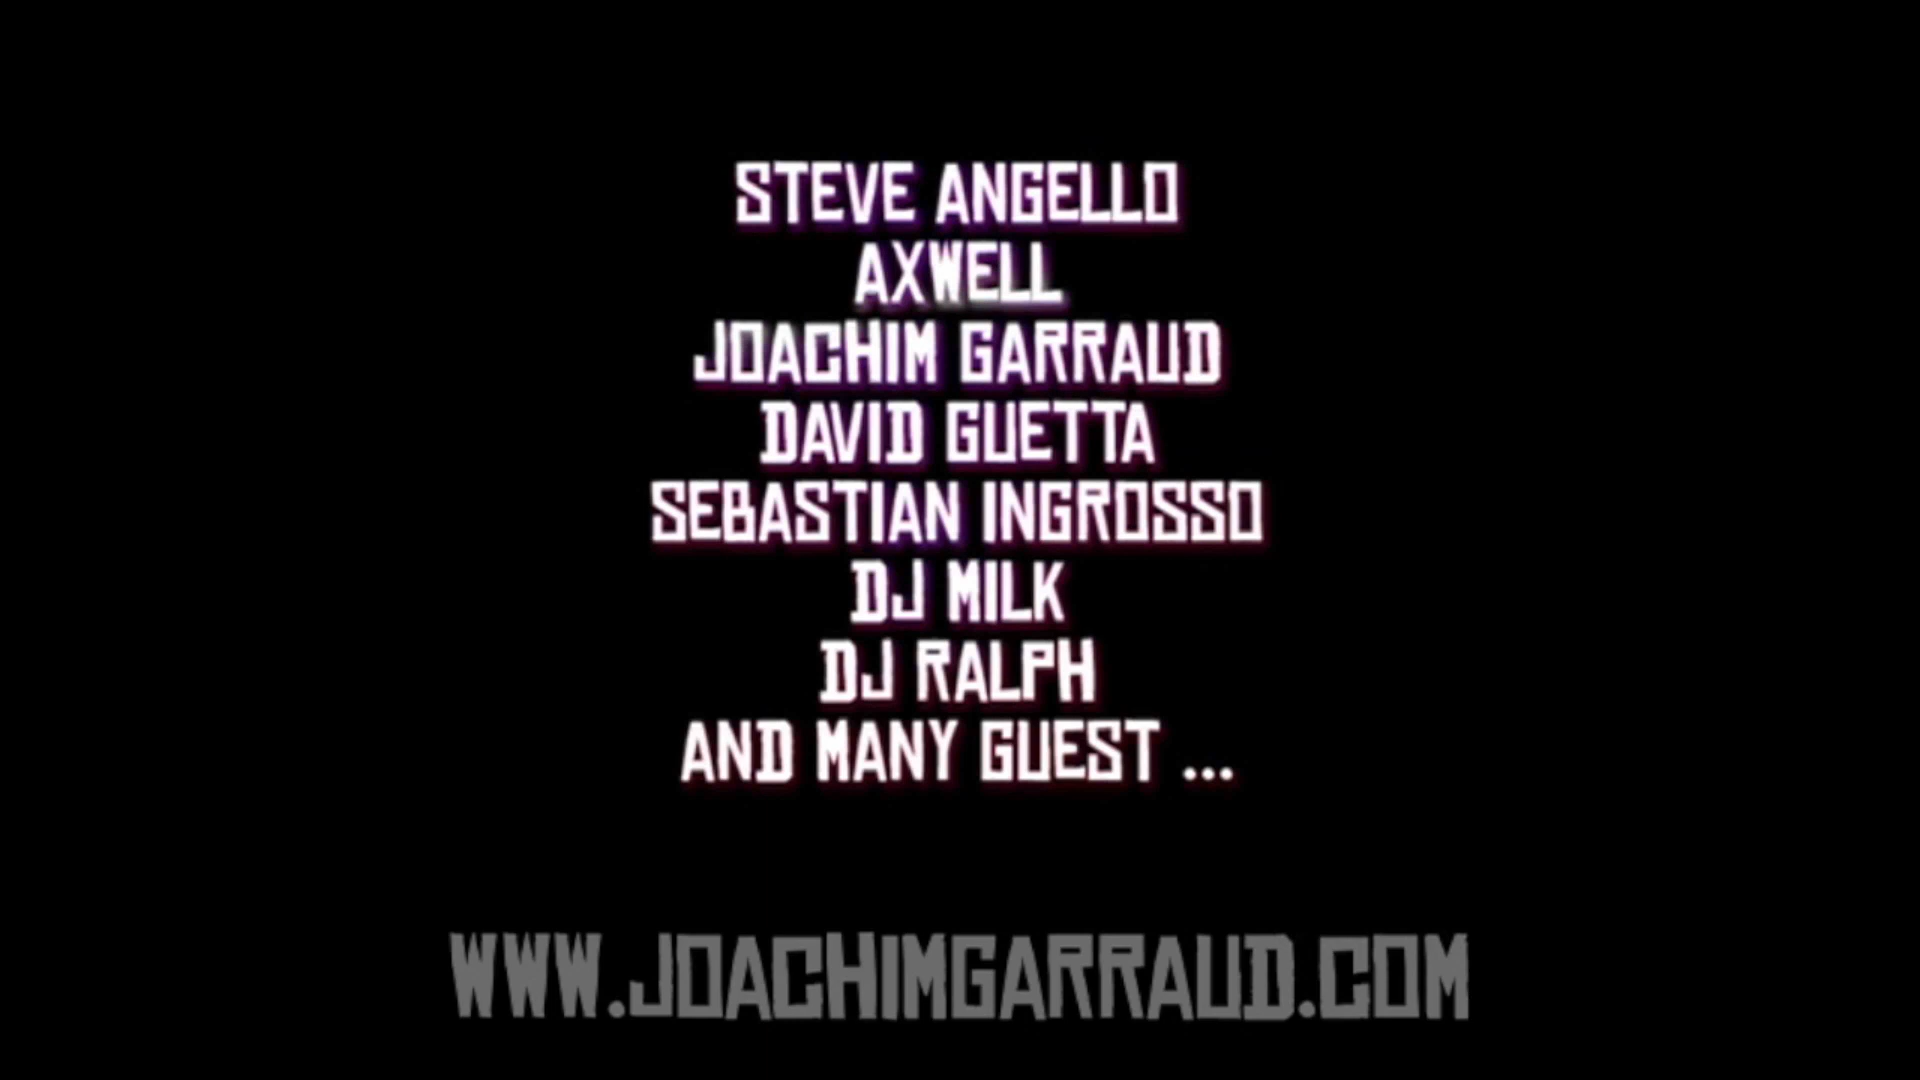 STEVE ANGELLO
AXWELL
JOACHIM GARRAUD
DAVID GUETTA
SEBASTIAN INGROSSO
DJ MILK
DJ RALPH
AND MANY GUEST ...
WWW.JOACHIMGARRAUD.COM